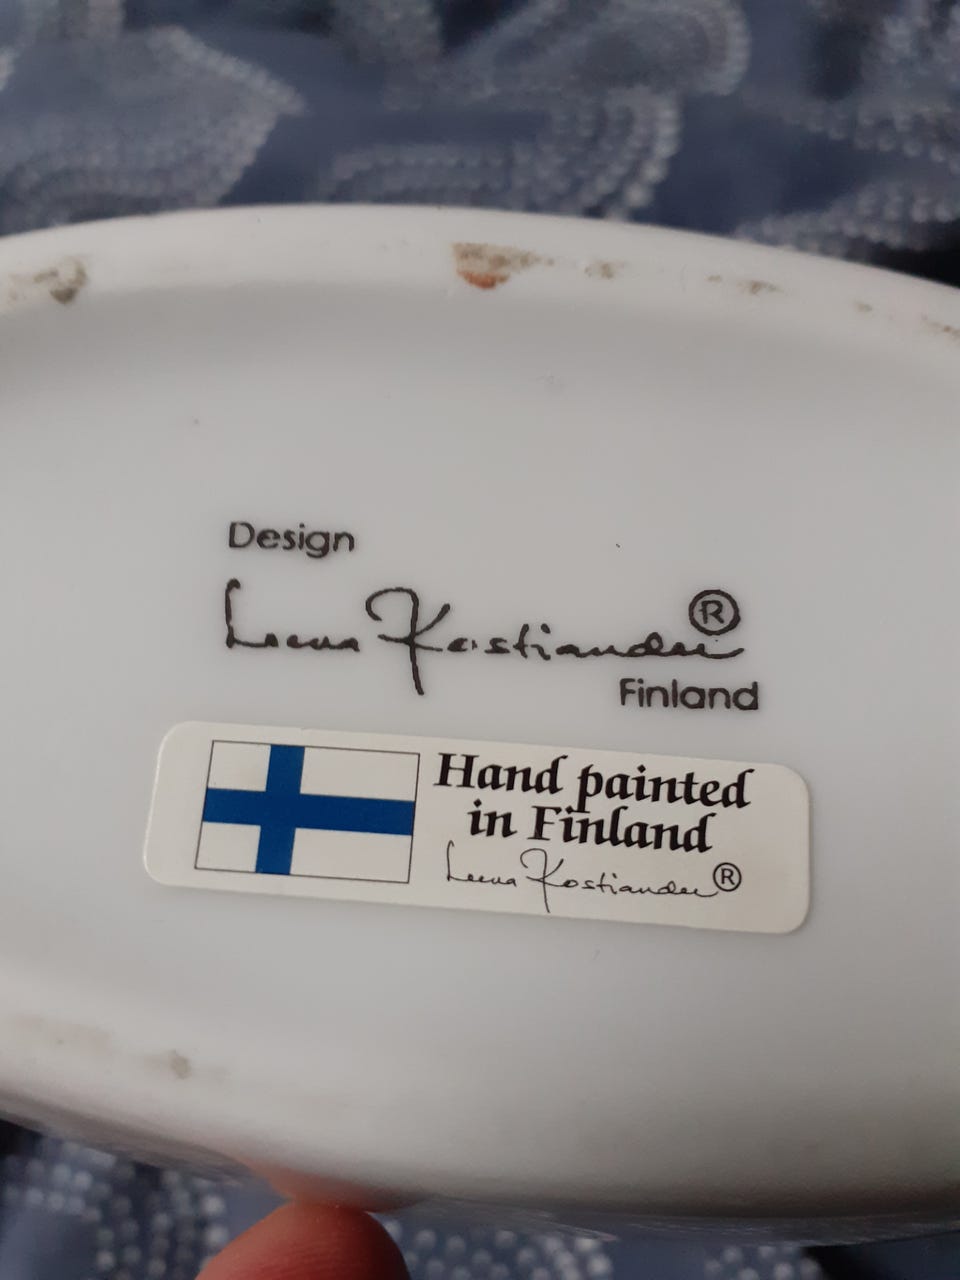 Design
Leena Kostiander ®
Finland
Hand painted
in Finland
Leena Kostiander ®